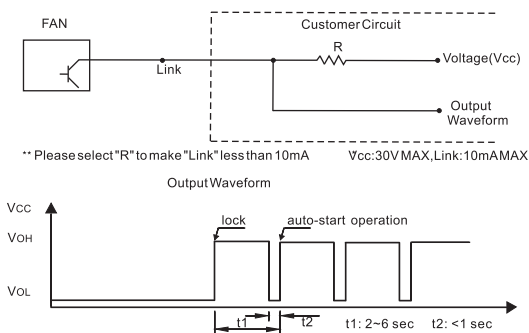 FAN
Customer Circuit
R
Voltage(Vcc)
Link
Output
Waveform
** Please select "R" to make "Link" less than 10mA
Vcc:30V MAX, Link:10mA MAX
Output Waveform
VCC
lock
auto-start operation
VOH
VOL
t1
t2
t1: 2~6 sec
t2: <1 sec